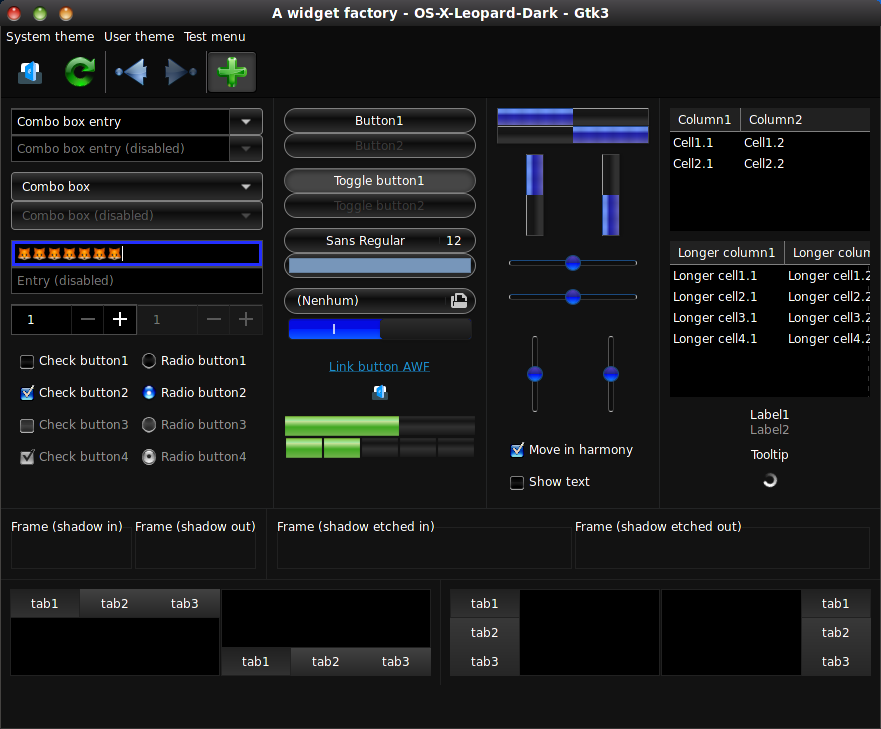 A widget factory - OS-X-Leopard-Dark - Gtk3
System theme User theme Test menu
Combo box entry
Combo box entry (disabled)
Combo box
Combo box (disabled)
🦊🦊🦊🦊🦊🦊🦊
Entry (disabled)
1 1
Check button1 Radio button1
Check button2 Radio button2
Check button3 Radio button3
Check button4 Radio button4
Button1
Button2
Toggle button1
Toggle button2
Sans Regular 12
(Nenhum)
Link button AWF
Move in harmony
Show text
Column1 Column2
Cell1.1 Cell1.2
Cell2.1 Cell2.2
Longer column1 Longer colum
Longer cell1.1 Longer cell1.2
Longer cell2.1 Longer cell2.2
Longer cell3.1 Longer cell3.2
Longer cell4.1 Longer cell4.2
Label1
Label2
Tooltip
Frame (shadow in) Frame (shadow out) Frame (shadow etched in) Frame (shadow etched out)
tab1 tab2 tab3
tab1 tab2 tab3
tab1
tab2
tab3
tab1
tab2
tab3